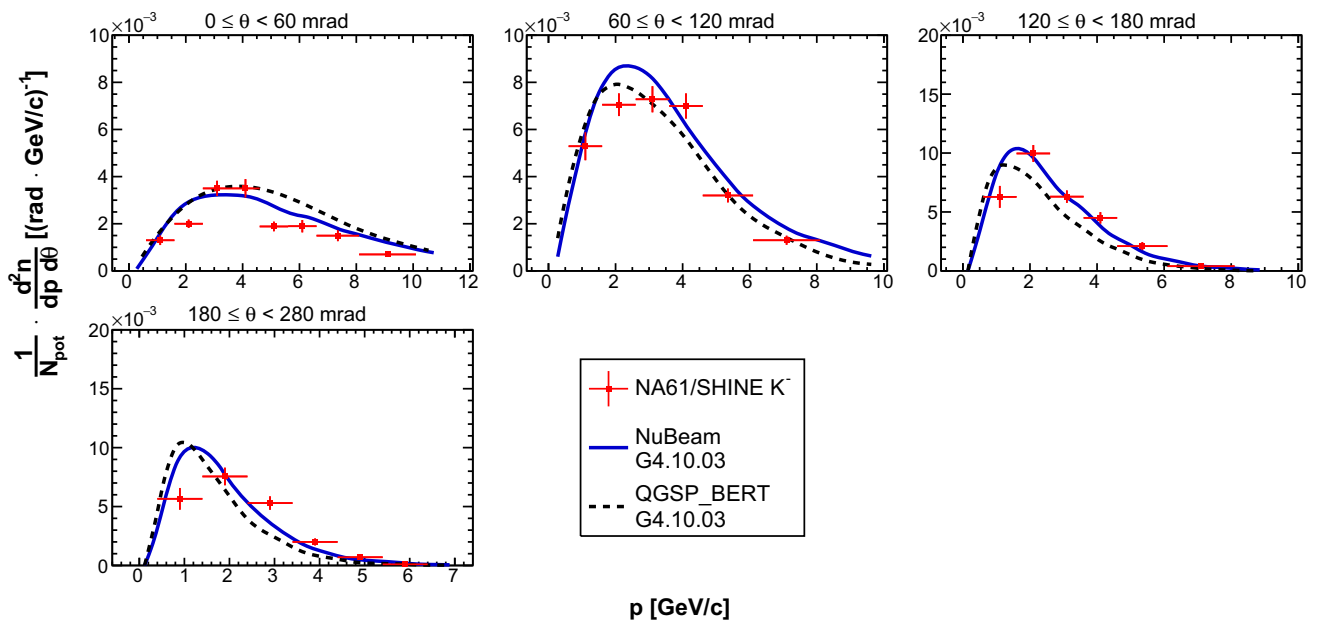 0 ≤ θ < 60 mrad
×10⁻³
10
8
6
4
2
0
0 2 4 6 8 10 12
60 ≤ θ < 120 mrad
×10⁻³
10
8
6
4
2
0
0 2 4 6 8 10
120 ≤ θ < 180 mrad
×10⁻³
20
15
10
5
0
0 2 4 6 8 10
180 ≤ θ < 280 mrad
×10⁻³
20
15
10
5
0
0 1 2 3 4 5 6 7
1/N_pot · d²n/dp dθ [(rad · GeV/c)⁻¹]
NA61/SHINE K⁻
NuBeam
G4.10.03
QGSP_BERT
G4.10.03
p [GeV/c]